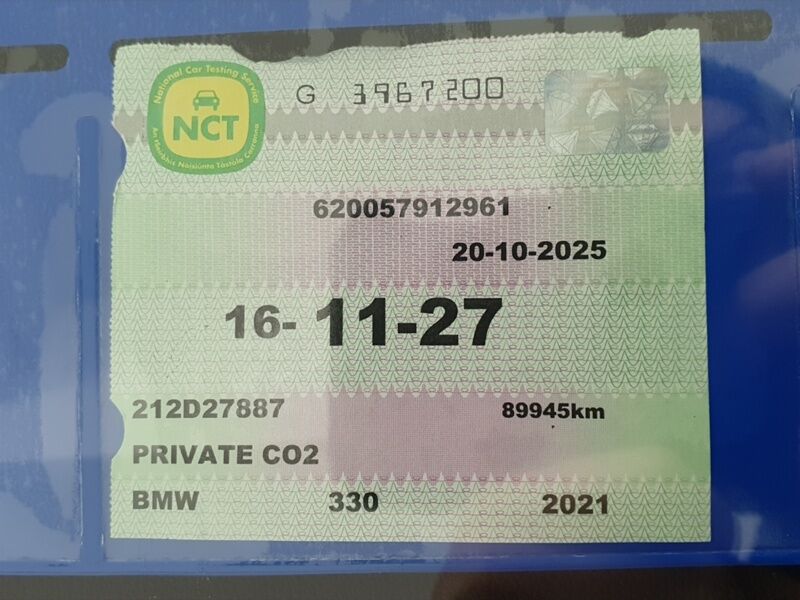 National Car Testing Service
NCT
An tSeirbhís Náisiúnta Tástála Carranna
G 3967200
620057912961
20-10-2025
16- 11-27
212D27887 89945km
PRIVATE CO2
BMW 330 2021